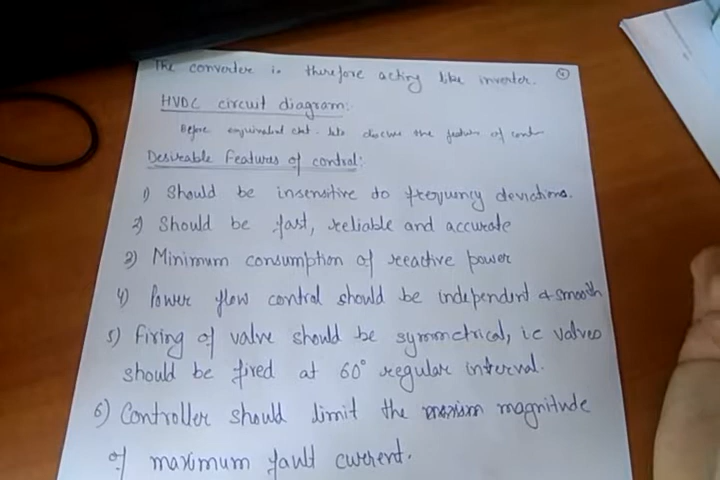 The converter is therefore acting like inverter. 4
HVDC circuit diagram:
Before equivalent ckt. lets discuss the features of
Desireable Features of control:
1) Should be insensitive to frequency deviations.
2) Should be fast, reliable and accurate
3) Minimum consumption of reactive power
4) Power flow control should be independent & smooth
5) Firing of valve should be symmetrical, i.e valves
should be fired at 60° regular interval.
6) Controller should limit the magnitude
of maximum fault current.